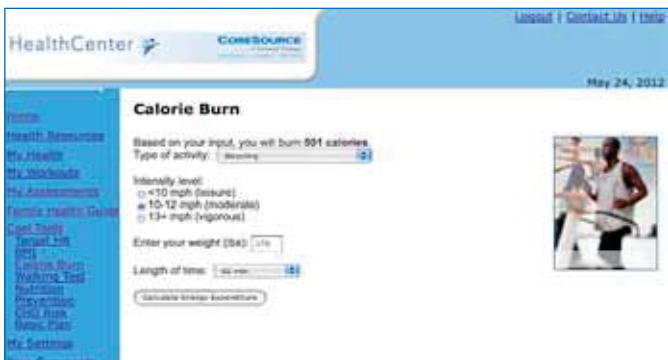 Logout | Contact Us | Help
HealthCenter
CORESOURCE
May 24, 2012
Home
Health Resources
My Health
My Workouts
My Assessments
Family Health Guide
Cool Tools
Target HR
BMI
Calorie Burn
Walking Test
Nutrition
Prevention
CHD Risk
Basic Plan
My Settings
Calorie Burn
Based on your input, you will burn 501 calories
Type of activity: Bicycling
Intensity level:
<10 mph (leisure)
10-12 mph (moderate)
13+ mph (vigorous)
Enter your weight (lbs):
Length of time:
Calculate Energy Expenditure